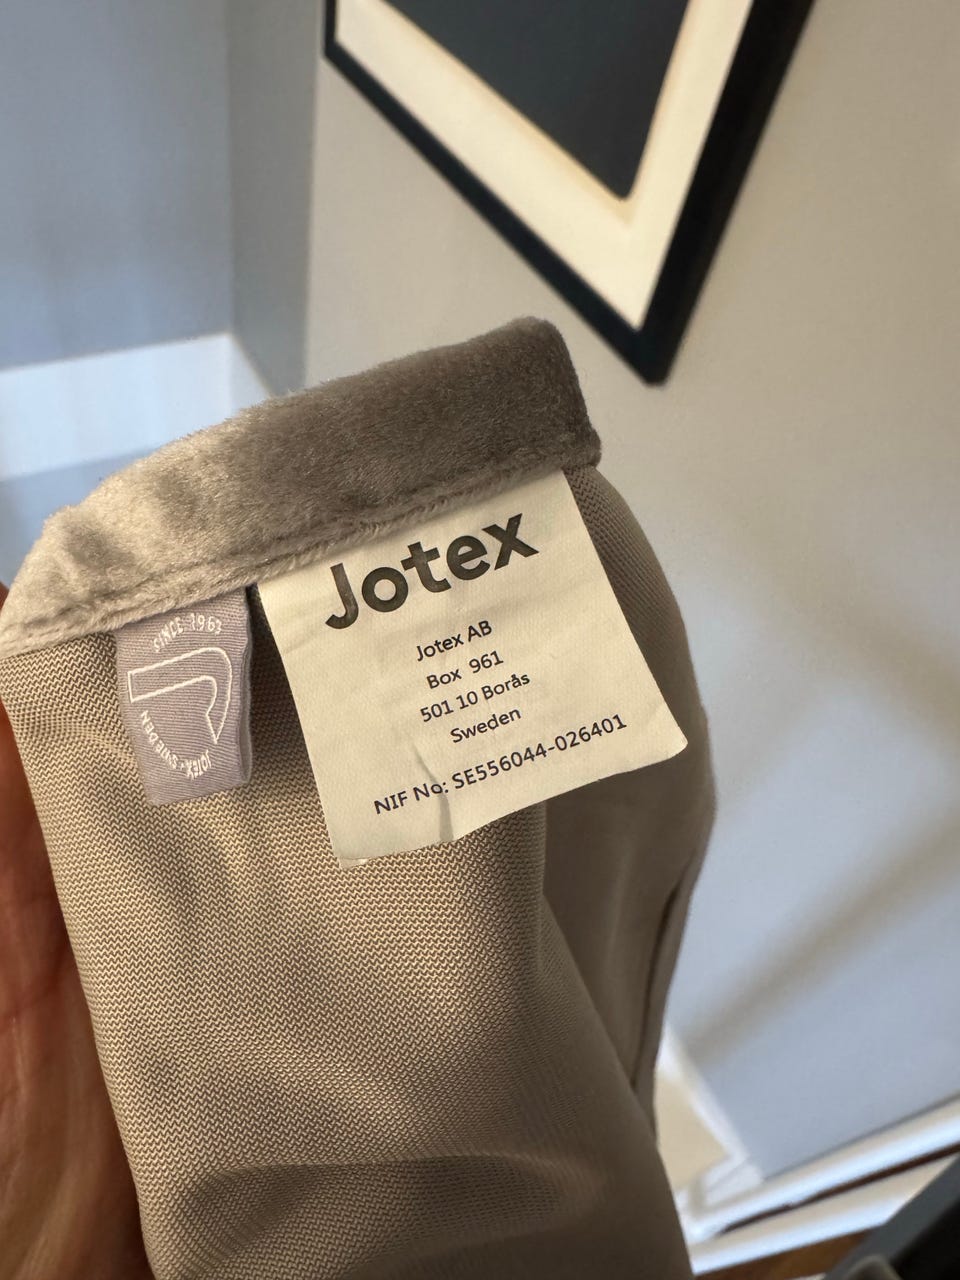 SINCE 1963
JOTEX • SWEDEN
Jotex
Jotex AB
Box 961
501 10 Borås
Sweden
NIF No: SE556044-026401